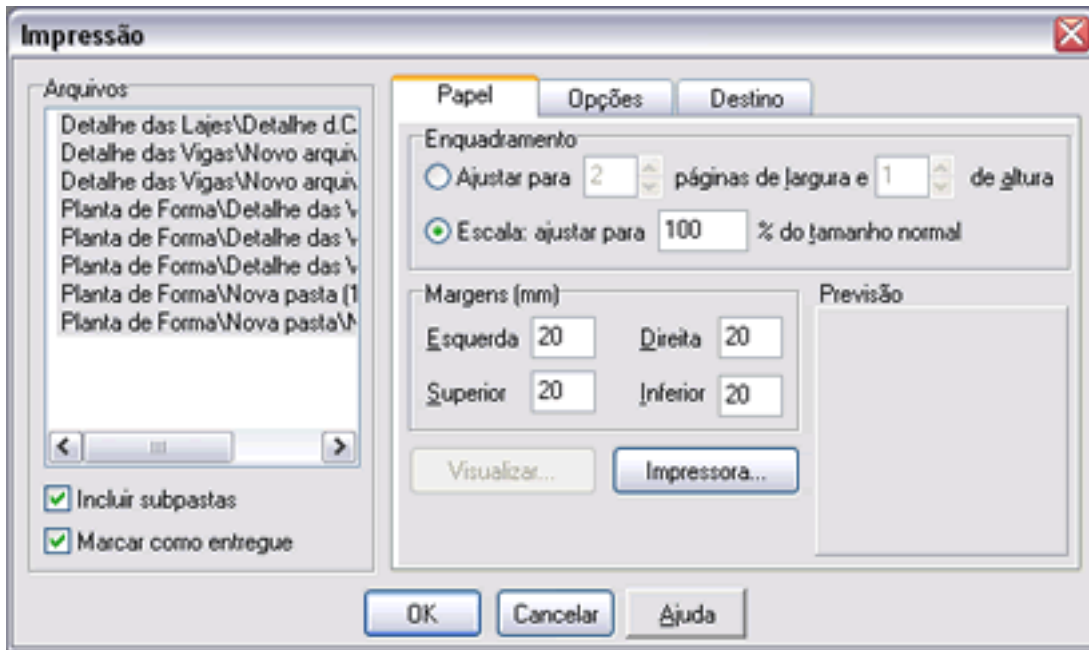 Impressão
Arquivos
Detalhe das Lajes\Detalhe d.C.
Detalhe das Vigas\Novo arquiv
Detalhe das Vigas\Novo arquiv
Planta de Forma\Detalhe das
Planta de Forma\Detalhe das
Planta de Forma\Detalhe das
Planta de Forma\Nova pasta (1
Planta de Forma\Nova pasta\N
Incluir subpastas
Marcar como entregue
Papel Opções Destino
Enquadramento
Ajustar para 2 páginas de largura e 1 de altura
Escala: ajustar para 100 % do tamanho normal
Margens (mm)
Esquerda 20 Direita 20
Superior 20 Inferior 20
Previsão
Visualizar... Impressora...
OK Cancelar Ajuda